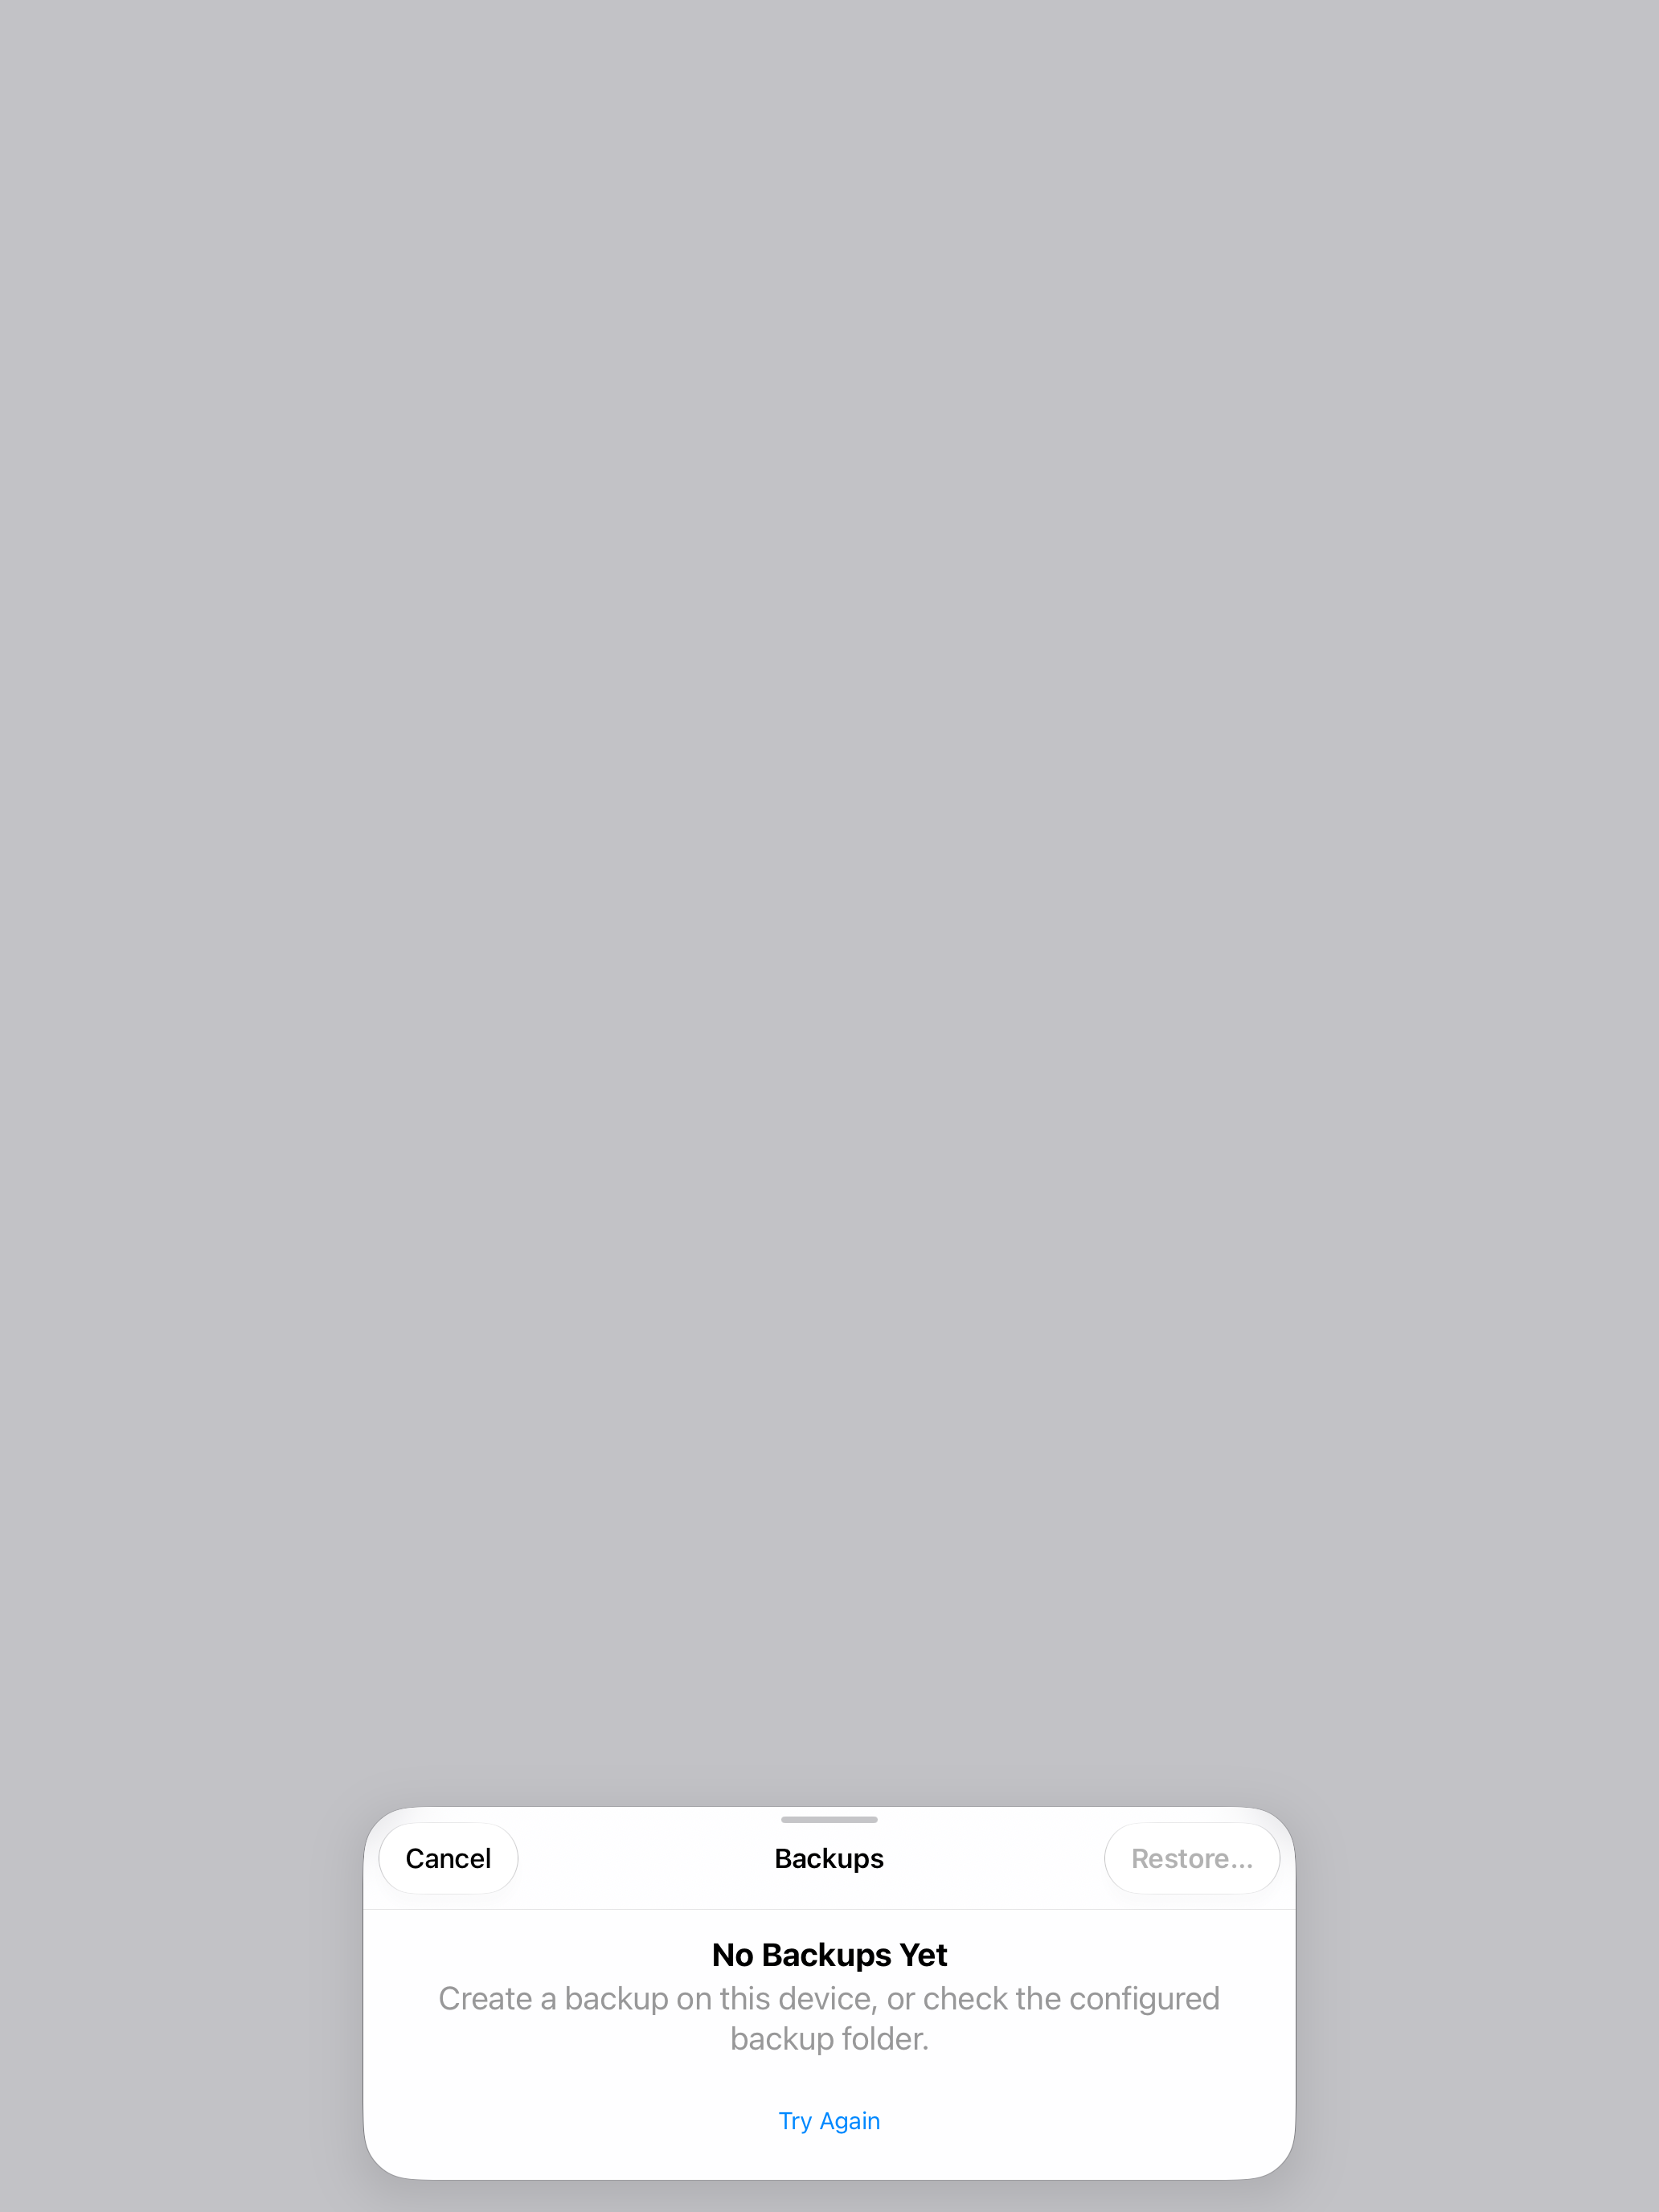 Cancel
Backups
Restore...
No Backups Yet
Create a backup on this device, or check the configured
backup folder.
Try Again